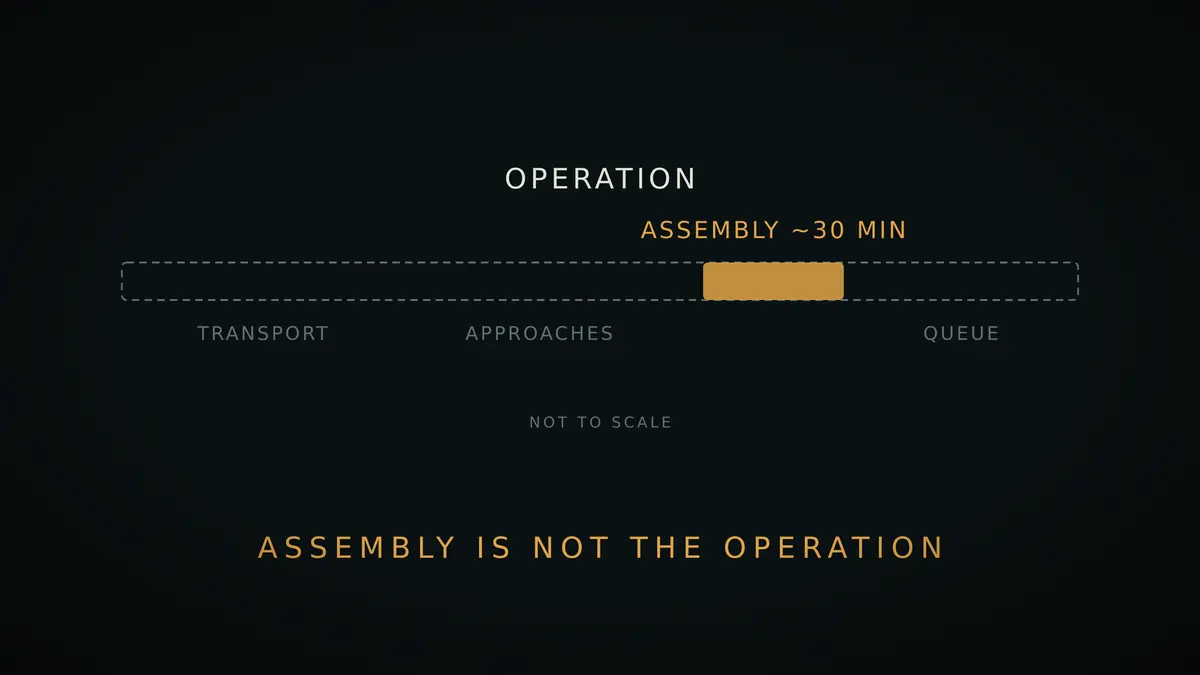 OPERATION
ASSEMBLY ~30 MIN
TRANSPORT APPROACHES QUEUE
NOT TO SCALE
ASSEMBLY IS NOT THE OPERATION